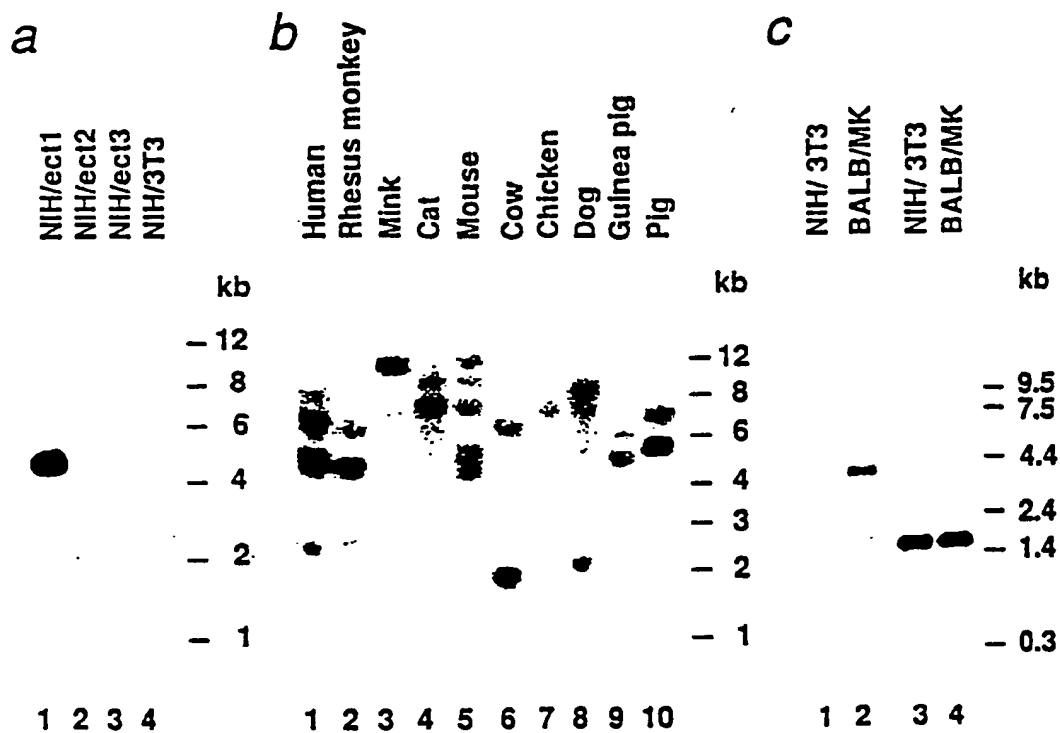 a
NIH/ect1
NIH/ect2
NIH/ect3
NIH/3T3
kb
12
8
6
4
2
1
1 2 3 4
b
Human
Rhesus monkey
Mink
Cat
Mouse
Cow
Chicken
Dog
Guinea pig
Pig
kb
12
8
6
4
3
2
1
1 2 3 4 5 6 7 8 9 10
c
NIH/ 3T3
BALB/MK
NIH/ 3T3
BALB/MK
kb
9.5
7.5
4.4
2.4
1.4
0.3
1 2 3 4